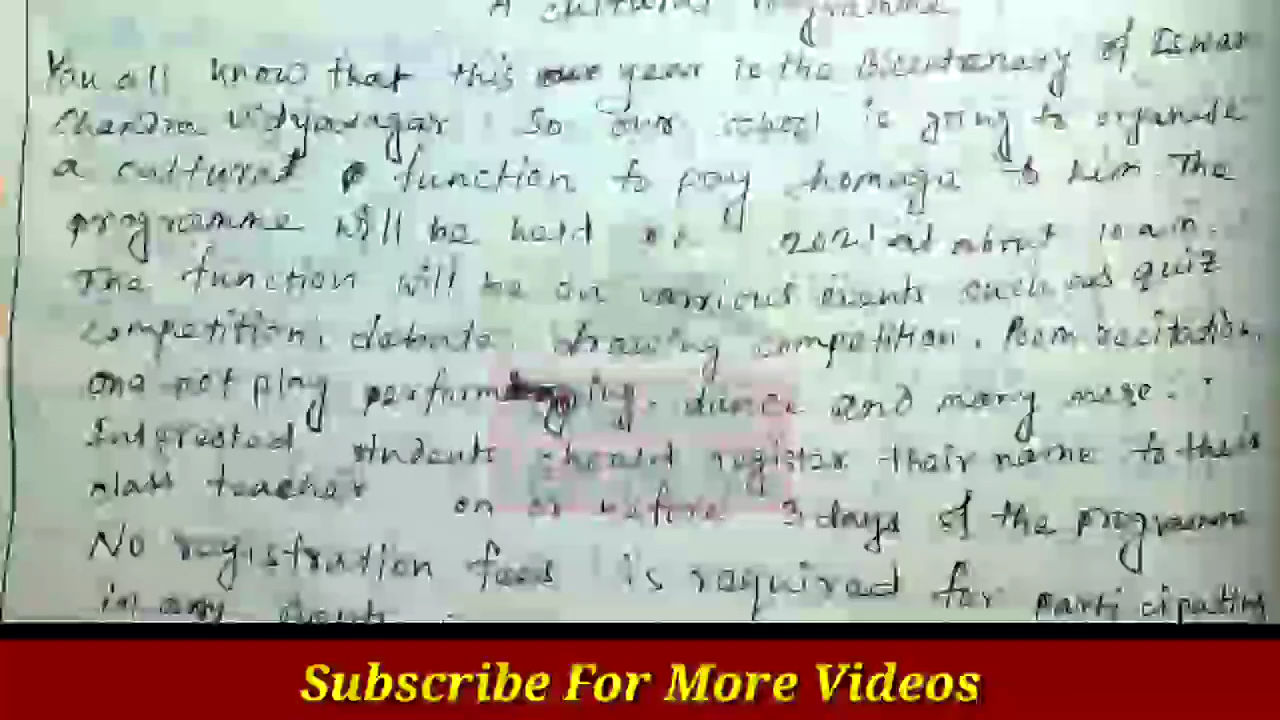 A cultural Programme
You all know that this year is the Bicentenary of Iswar
Chandra Vidyasagar. So our school is going to organise
a cultural function to pay homage to him. The
programme will be held on 2021 at about 10 a.m.
The function will be on various events such as quiz
competition, debate, drawing competition, Poem recitation,
one act play performing, dance and many more.
Interested students should register their name to their
class teacher on or before 3 days of the programme
No registration fees is required for participating
in any event.
Subscribe For More Videos